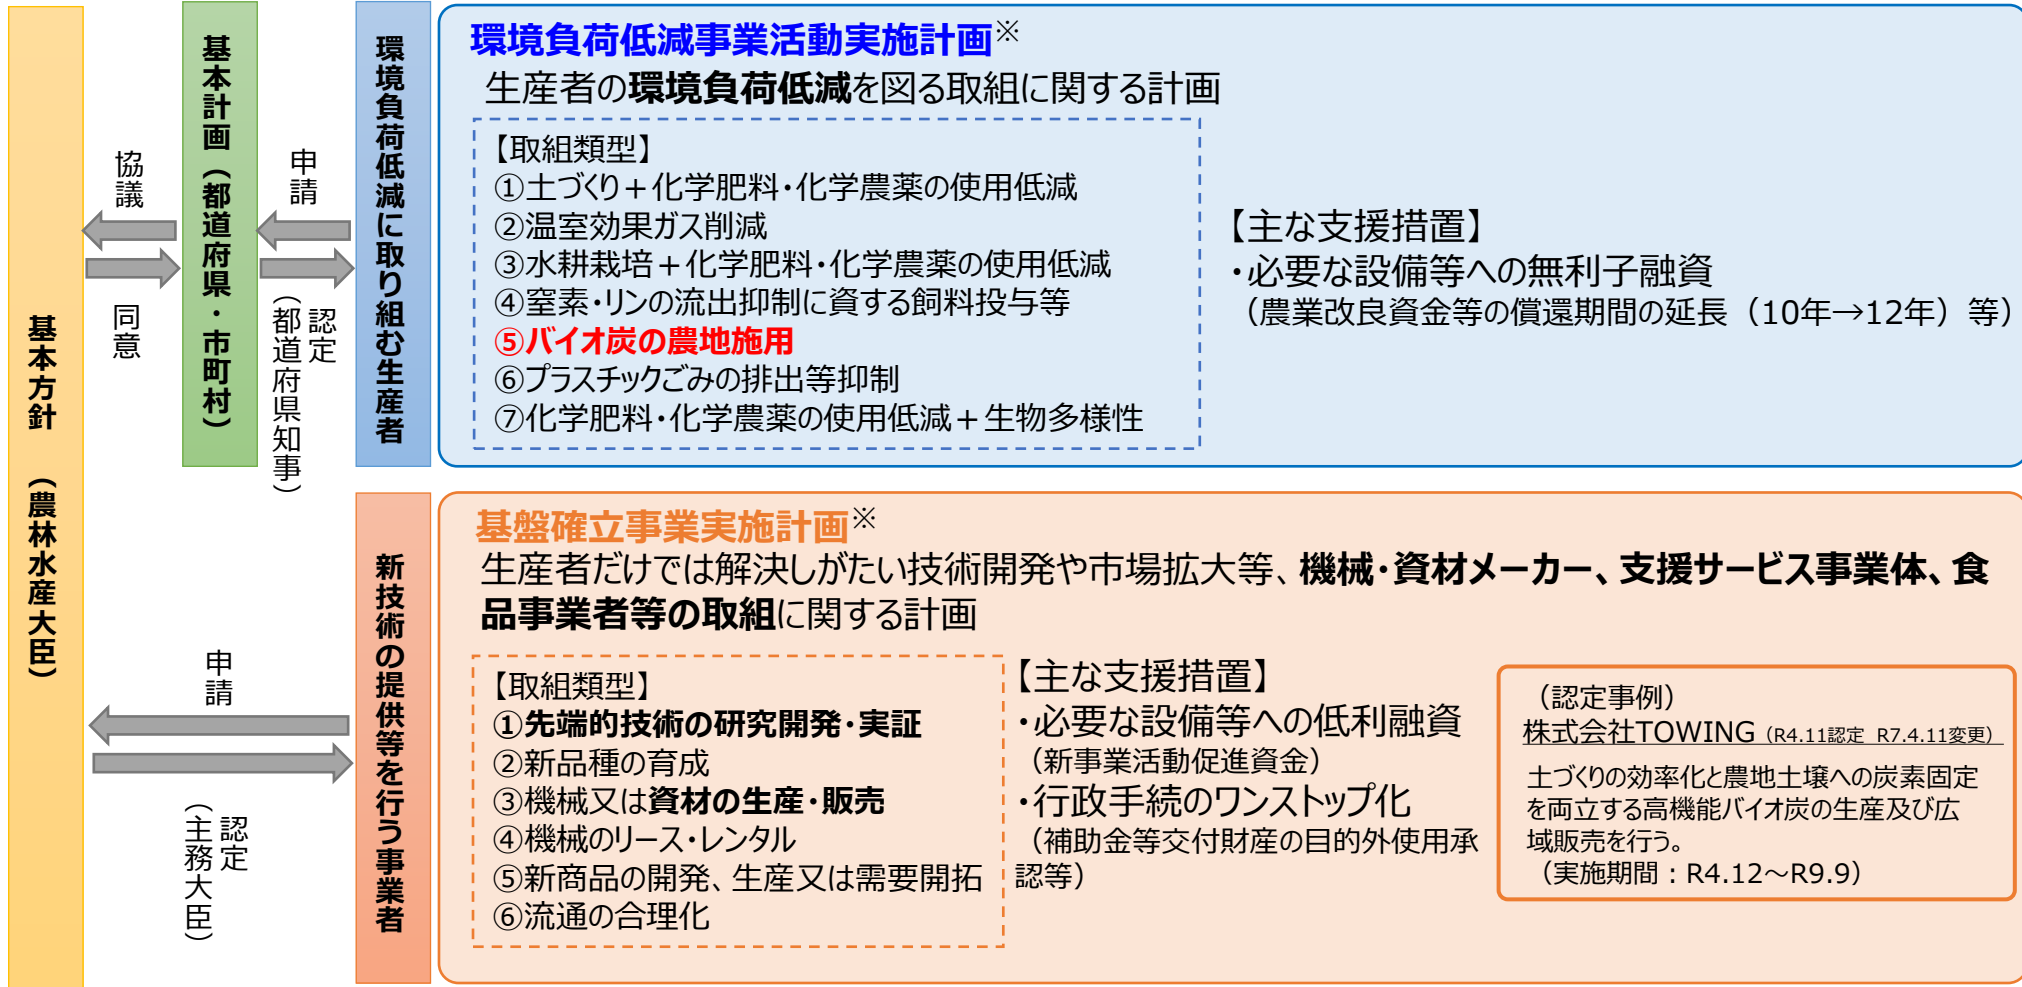 基本方針　（農林水産大臣）
協議
同意
基本計画（都道府県・市町村）
申請
認定
（都道府県知事）
環境負荷低減に取り組む生産者
環境負荷低減事業活動実施計画※
生産者の環境負荷低減を図る取組に関する計画
【取組類型】
①土づくり＋化学肥料・化学農薬の使用低減
②温室効果ガス削減
③水耕栽培＋化学肥料・化学農薬の使用低減
④窒素・リンの流出抑制に資する飼料投与等
⑤バイオ炭の農地施用
⑥プラスチックごみの排出等抑制
⑦化学肥料・化学農薬の使用低減＋生物多様性
【主な支援措置】
・必要な設備等への無利子融資
（農業改良資金等の償還期間の延長（10年→12年）等）
申請
認定
（主務大臣）
新技術の提供等を行う事業者
基盤確立事業実施計画※
生産者だけでは解決しがたい技術開発や市場拡大等、機械・資材メーカー、支援サービス事業体、食
品事業者等の取組に関する計画
【取組類型】
①先端的技術の研究開発・実証
②新品種の育成
③機械又は資材の生産・販売
④機械のリース・レンタル
⑤新商品の開発、生産又は需要開拓
⑥流通の合理化
【主な支援措置】
・必要な設備等への低利融資
（新事業活動促進資金）
・行政手続のワンストップ化
（補助金等交付財産の目的外使用承
認等）
（認定事例）
株式会社TOWING（R4.11認定 R7.4.11変更）
土づくりの効率化と農地土壌への炭素固定
を両立する高機能バイオ炭の生産及び広
域販売を行う。
（実施期間：R4.12～R9.9）